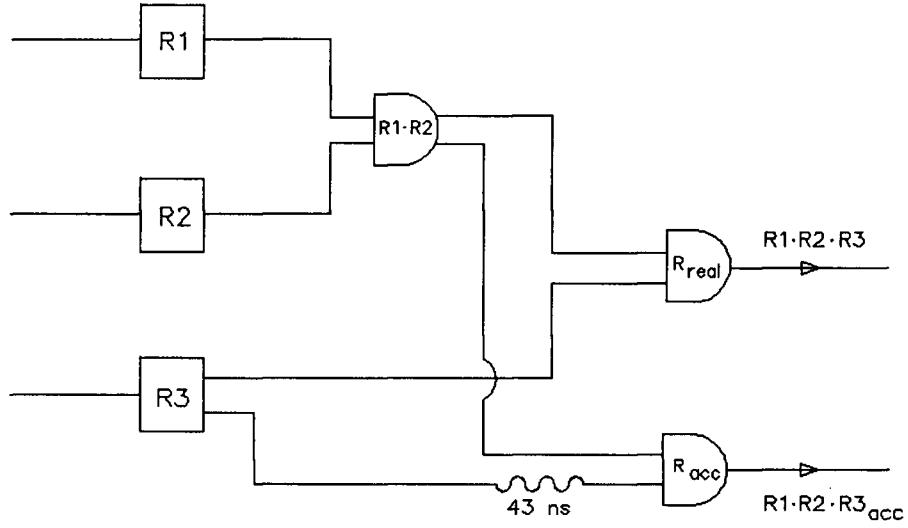 R1
R1·R2
R2
R1·R2·R3
R_real
R3
R_acc
43 ns
R1·R2·R3_acc